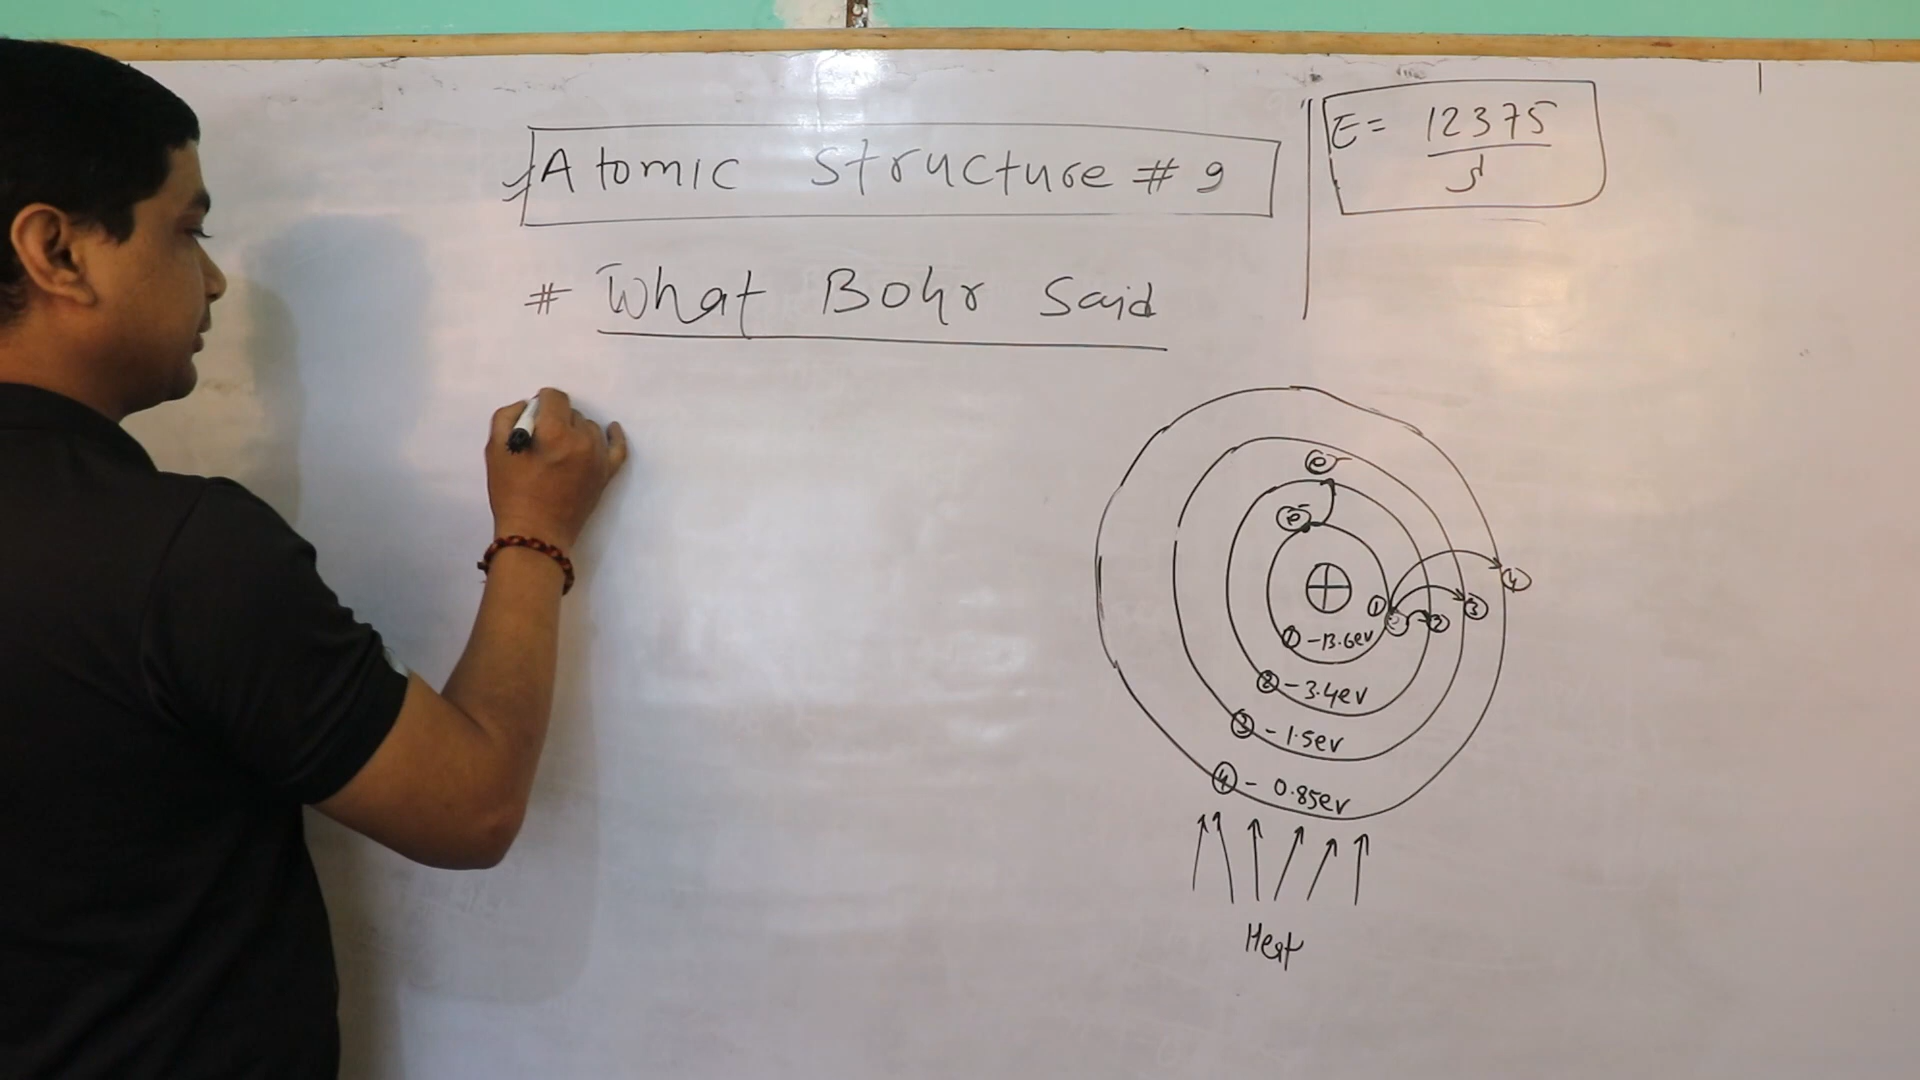 Atomic Structure # 9
E = 12375
λ
# What Bohr Said
e-
e-
4
1
3
e 2
1 -13.6ev
2 - 3.4ev
3 - 1.5ev
4 - 0.85ev
Heat